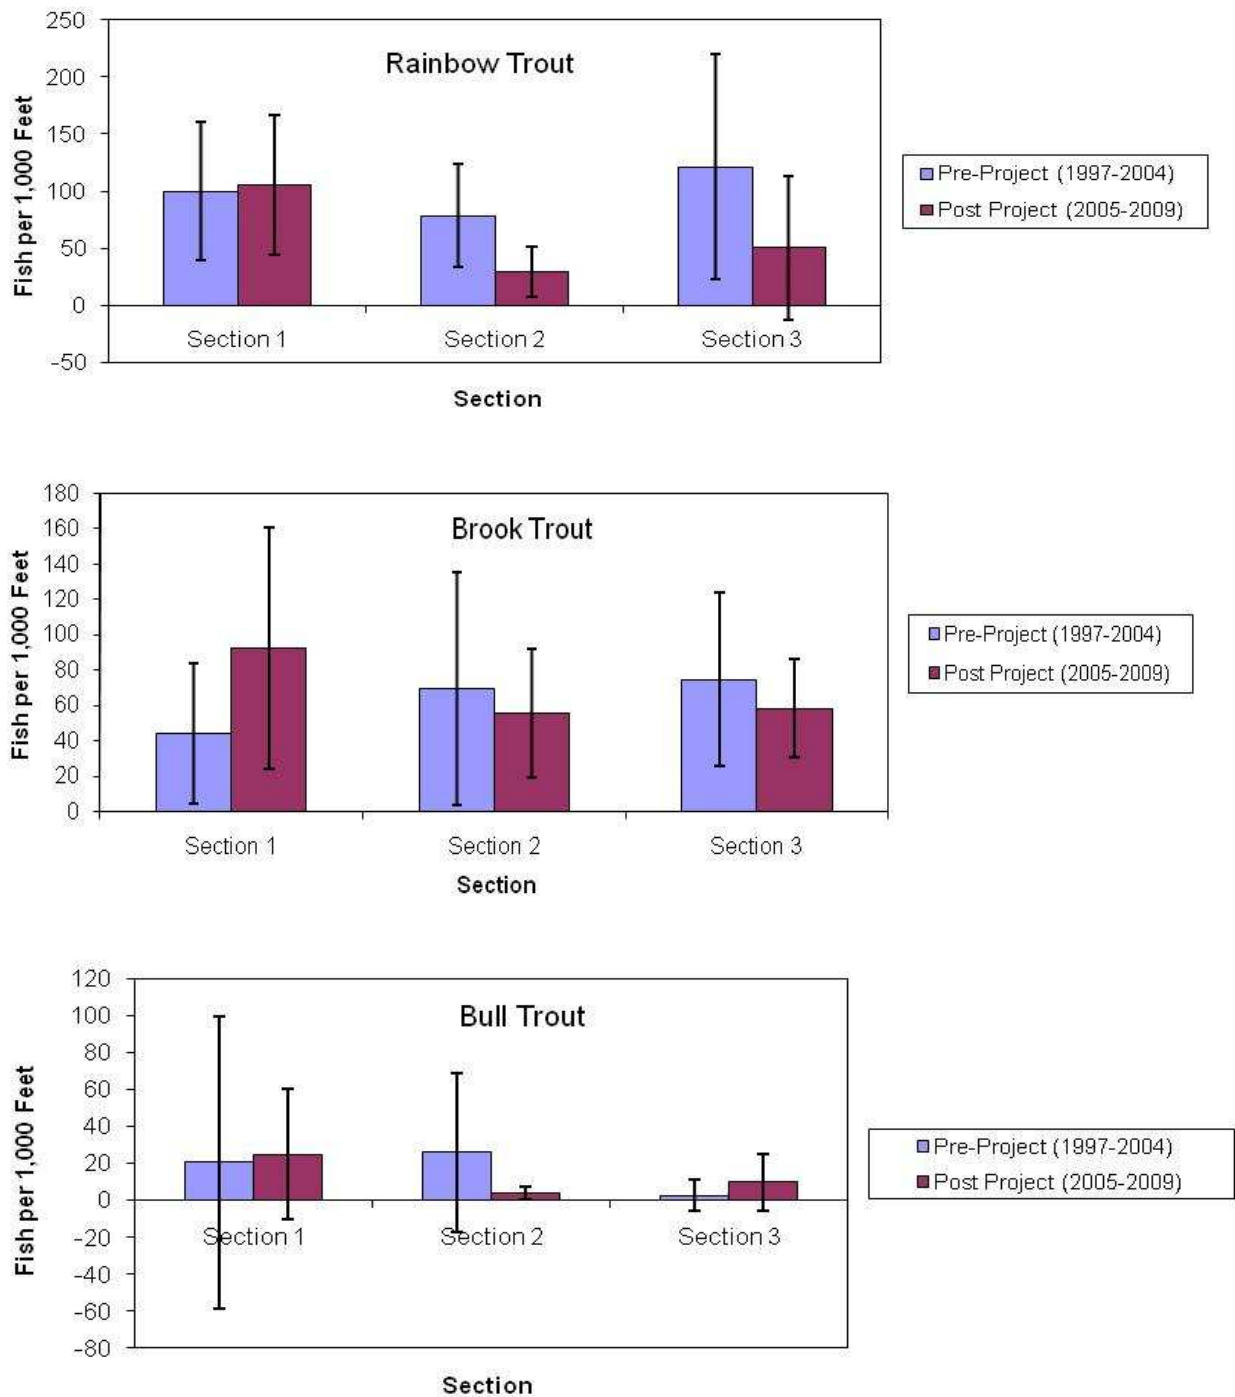 Rainbow Trout
Fish per 1,000 Feet
250
200
150
100
50
0
-50
Section 1 Section 2 Section 3
Section
Pre-Project (1997-2004)
Post Project (2005-2009)
Brook Trout
Fish per 1,000 Feet
180
160
140
120
100
80
60
40
20
0
Section 1 Section 2 Section 3
Section
Pre-Project (1997-2004)
Post Project (2005-2009)
Bull Trout
Fish per 1,000 Feet
120
100
80
60
40
20
0
-20
-40
-60
-80
Section 1 Section 2 Section 3
Section
Pre-Project (1997-2004)
Post Project (2005-2009)